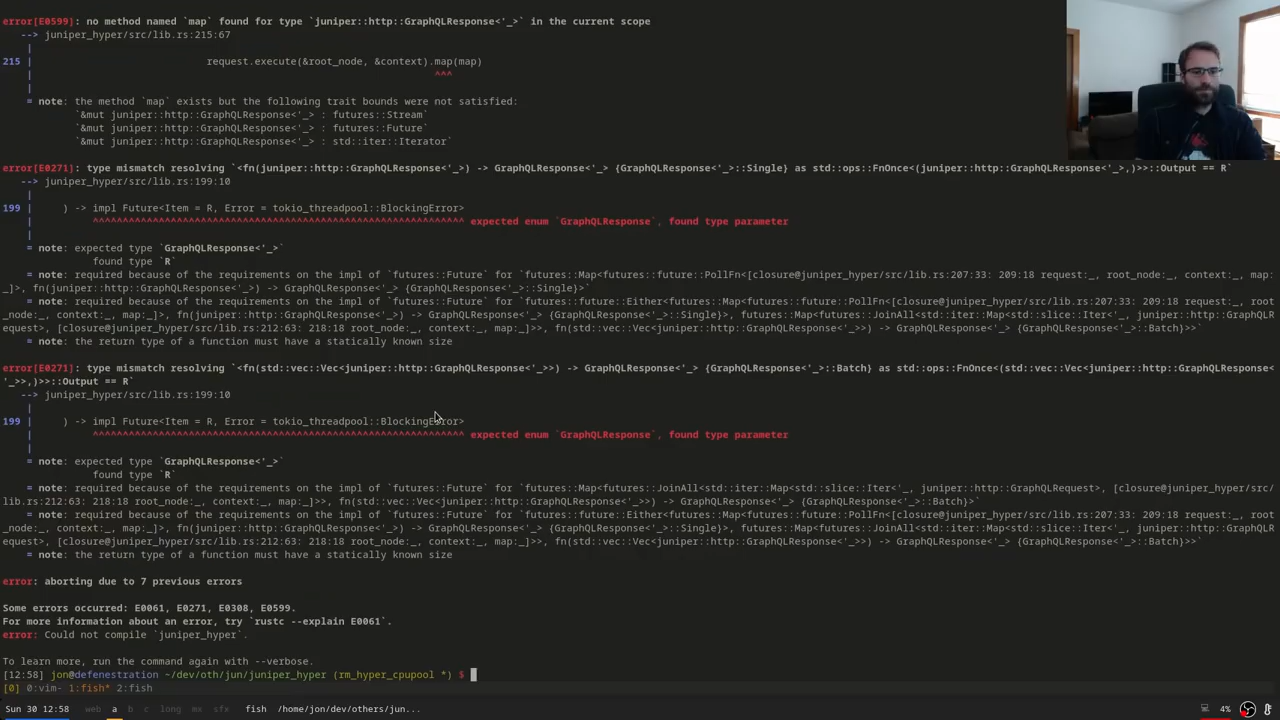 error[E0599]: no method named `map` found for type `juniper::http::GraphQLResponse<'_>` in the current scope
--> juniper_hyper/src/lib.rs:215:67
|
215 | request.execute(&root_node, &context).map(map)
| ^^^
= note: the method `map` exists but the following trait bounds were not satisfied:
`&mut juniper::http::GraphQLResponse<'_> : futures::Stream`
`&mut juniper::http::GraphQLResponse<'_> : futures::Future`
`&mut juniper::http::GraphQLResponse<'_> : std::iter::Iterator`
error[E0271]: type mismatch resolving `<fn(juniper::http::GraphQLResponse<'_>) -> GraphQLResponse<'_> {GraphQLResponse<'_>::Single} as std::ops::FnOnce<(juniper::http::GraphQLResponse<'_>,)>>::Output == R`
--> juniper_hyper/src/lib.rs:199:10
|
199 | ) -> impl Future<Item = R, Error = tokio_threadpool::BlockingError>
| ^^^^^^^^^^^^^^^^^^^^^^^^^^^^^^^^^^^^^^^^^^^^^^^^^^^^^^^^^^^^^^ expected enum `GraphQLResponse`, found type parameter
|
= note: expected type `GraphQLResponse<'_>`
found type `R`
= note: required because of the requirements on the impl of `futures::Future` for `futures::Map<futures::future::PollFn<[closure@juniper_hyper/src/lib.rs:207:33: 209:18 request:_, root_node:_, context:_, map:
_]>, fn(juniper::http::GraphQLResponse<'_>) -> GraphQLResponse<'_> {GraphQLResponse<'_>::Single}>`
= note: required because of the requirements on the impl of `futures::Future` for `futures::future::Either<futures::Map<futures::future::PollFn<[closure@juniper_hyper/src/lib.rs:207:33: 209:18 request:_, root
_node:_, context:_, map:_]>, fn(juniper::http::GraphQLResponse<'_>) -> GraphQLResponse<'_> {GraphQLResponse<'_>::Single}>, futures::Map<futures::JoinAll<std::iter::Map<std::slice::Iter<'_, juniper::http::GraphQLR
equest>, [closure@juniper_hyper/src/lib.rs:212:63: 218:18 root_node:_, context:_, map:_]>>, fn(std::vec::Vec<juniper::http::GraphQLResponse<'_>>) -> GraphQLResponse<'_> {GraphQLResponse<'_>::Batch}>>`
= note: the return type of a function must have a statically known size
error[E0271]: type mismatch resolving `<fn(std::vec::Vec<juniper::http::GraphQLResponse<'_>>) -> GraphQLResponse<'_> {GraphQLResponse<'_>::Batch} as std::ops::FnOnce<(std::vec::Vec<juniper::http::GraphQLResponse<
'_>>,)>>::Output == R`
--> juniper_hyper/src/lib.rs:199:10
|
199 | ) -> impl Future<Item = R, Error = tokio_threadpool::BlockingError>
| ^^^^^^^^^^^^^^^^^^^^^^^^^^^^^^^^^^^^^^^^^^^^^^^^^^^^^^^^^^^^^^ expected enum `GraphQLResponse`, found type parameter
|
= note: expected type `GraphQLResponse<'_>`
found type `R`
= note: required because of the requirements on the impl of `futures::Future` for `futures::Map<futures::JoinAll<std::iter::Map<std::slice::Iter<'_, juniper::http::GraphQLRequest>, [closure@juniper_hyper/src/
lib.rs:212:63: 218:18 root_node:_, context:_, map:_]>>, fn(std::vec::Vec<juniper::http::GraphQLResponse<'_>>) -> GraphQLResponse<'_> {GraphQLResponse<'_>::Batch}>`
= note: required because of the requirements on the impl of `futures::Future` for `futures::future::Either<futures::Map<futures::future::PollFn<[closure@juniper_hyper/src/lib.rs:207:33: 209:18 request:_, root
_node:_, context:_, map:_]>, fn(juniper::http::GraphQLResponse<'_>) -> GraphQLResponse<'_> {GraphQLResponse<'_>::Single}>, futures::Map<futures::JoinAll<std::iter::Map<std::slice::Iter<'_, juniper::http::GraphQLR
equest>, [closure@juniper_hyper/src/lib.rs:212:63: 218:18 root_node:_, context:_, map:_]>>, fn(std::vec::Vec<juniper::http::GraphQLResponse<'_>>) -> GraphQLResponse<'_> {GraphQLResponse<'_>::Batch}>>`
= note: the return type of a function must have a statically known size
error: aborting due to 7 previous errors
Some errors occurred: E0061, E0271, E0308, E0599.
For more information about an error, try `rustc --explain E0061`.
error: Could not compile `juniper_hyper`.
To learn more, run the command again with --verbose.
[12:58] jon@defenestration ~/dev/oth/jun/juniper_hyper (rm_hyper_cpupool *) $
[0] 0:vim- 1:fish* 2:fish
Sun 30 12:58 web a b c long mx sfx fish /home/jon/dev/others/jun... 4%